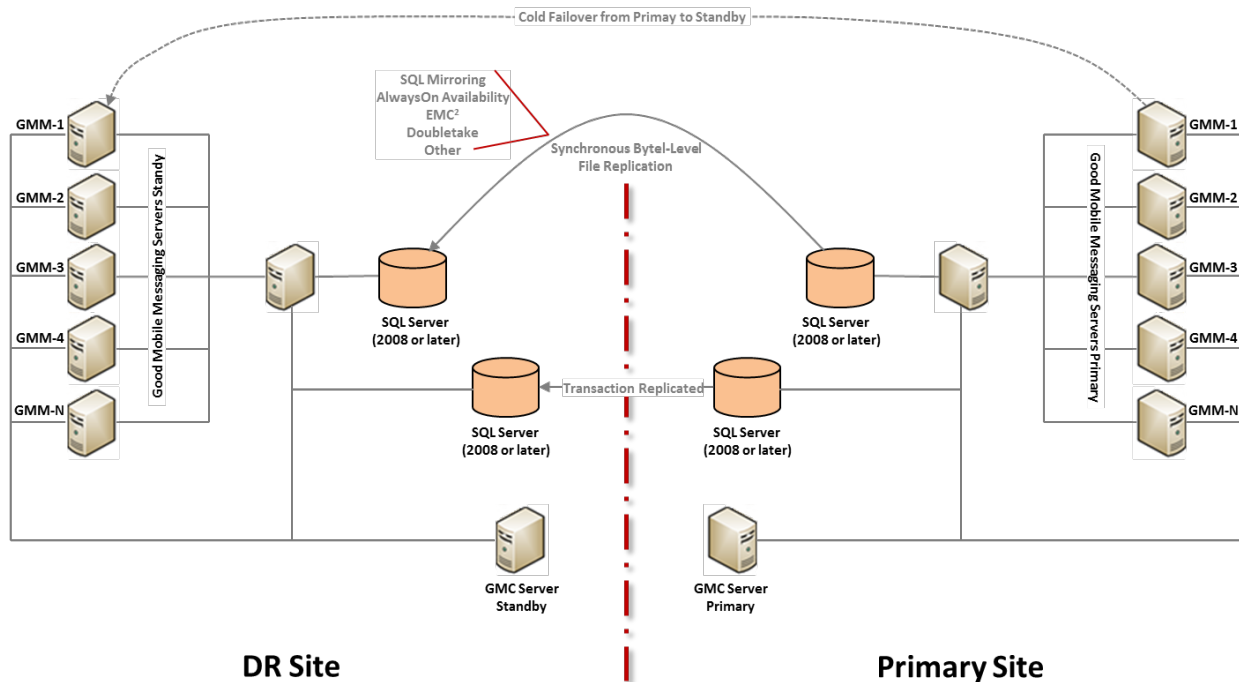 Cold Failover from Primay to Standby
SQL Mirroring
AlwaysOn Availability
EMC²
Doubletake
Other
Synchronous Bytel-Level
File Replication
GMM-1
GMM-2
GMM-3
GMM-4
GMM-N
Good Mobile Messaging Servers Standy
SQL Server
(2008 or later)
SQL Server
(2008 or later)
GMC Server
Standby
DR Site
Transaction Replicated
SQL Server
(2008 or later)
SQL Server
(2008 or later)
GMC Server
Primary
Good Mobile Messaging Servers Primary
GMM-1
GMM-2
GMM-3
GMM-4
GMM-N
Primary Site